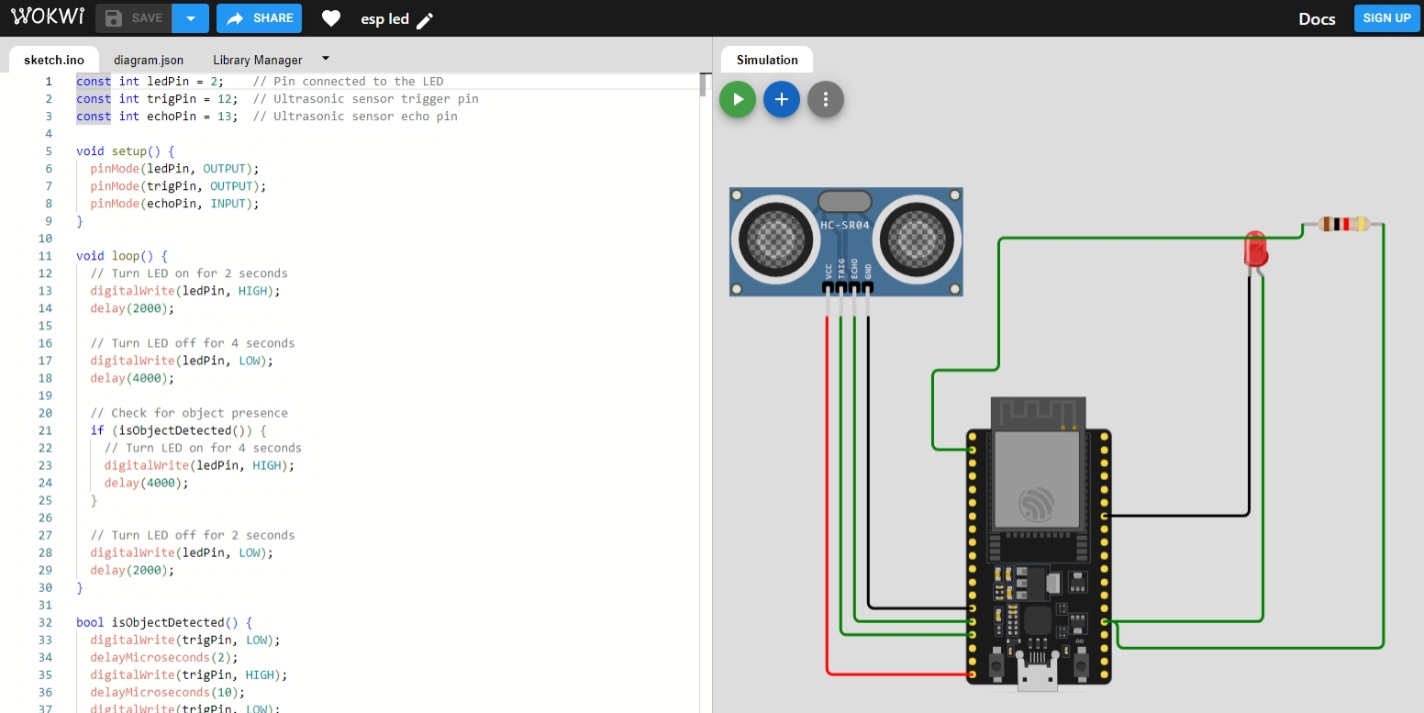 WOKWi
SAVE
SHARE
esp led
Docs
SIGN UP
sketch.ino
diagram.json
Library Manager
Simulation
1 const int ledPin = 2;    // Pin connected to the LED
2 const int trigPin = 12;  // Ultrasonic sensor trigger pin
3 const int echoPin = 13;  // Ultrasonic sensor echo pin
4
5 void setup() {
6   pinMode(ledPin, OUTPUT);
7   pinMode(trigPin, OUTPUT);
8   pinMode(echoPin, INPUT);
9 }
10
11 void loop() {
12   // Turn LED on for 2 seconds
13   digitalWrite(ledPin, HIGH);
14   delay(2000);
15
16   // Turn LED off for 4 seconds
17   digitalWrite(ledPin, LOW);
18   delay(4000);
19
20   // Check for object presence
21   if (isObjectDetected()) {
22     // Turn LED on for 4 seconds
23     digitalWrite(ledPin, HIGH);
24     delay(4000);
25   }
26
27   // Turn LED off for 2 seconds
28   digitalWrite(ledPin, LOW);
29   delay(2000);
30 }
31
32 bool isObjectDetected() {
33   digitalWrite(trigPin, LOW);
34   delayMicroseconds(2);
35   digitalWrite(trigPin, HIGH);
36   delayMicroseconds(10);
37   digitalWrite(trigPin, LOW);
HC-SR04
VCC
TRIG
ECHO
GND